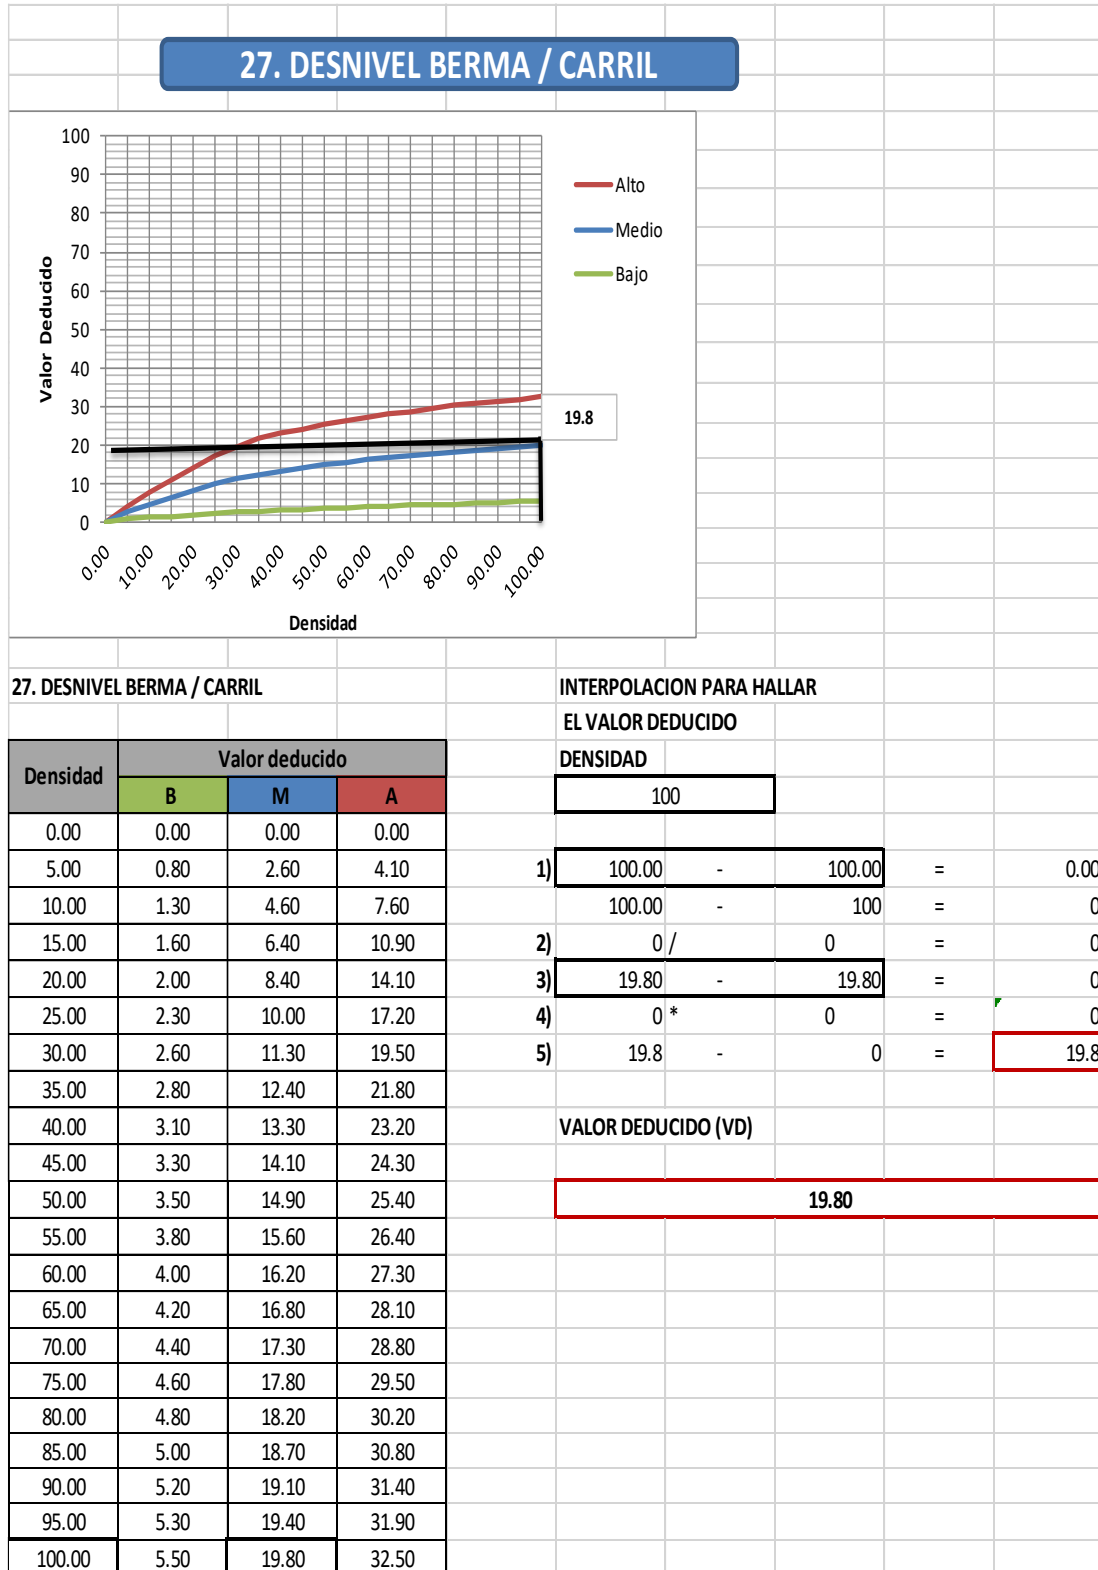 27. DESNIVEL BERMA / CARRIL
100
90
80
70
60
50
40
30
20
10
0
Valor Deducido
0.00 10.00 20.00 30.00 40.00 50.00 60.00 70.00 80.00 90.00 100.00
Densidad
Alto
Medio
Bajo
19.8
27. DESNIVEL BERMA / CARRIL
Densidad Valor deducido
B M A
0.00 0.00 0.00 0.00
5.00 0.80 2.60 4.10
10.00 1.30 4.60 7.60
15.00 1.60 6.40 10.90
20.00 2.00 8.40 14.10
25.00 2.30 10.00 17.20
30.00 2.60 11.30 19.50
35.00 2.80 12.40 21.80
40.00 3.10 13.30 23.20
45.00 3.30 14.10 24.30
50.00 3.50 14.90 25.40
55.00 3.80 15.60 26.40
60.00 4.00 16.20 27.30
65.00 4.20 16.80 28.10
70.00 4.40 17.30 28.80
75.00 4.60 17.80 29.50
80.00 4.80 18.20 30.20
85.00 5.00 18.70 30.80
90.00 5.20 19.10 31.40
95.00 5.30 19.40 31.90
100.00 5.50 19.80 32.50
INTERPOLACION PARA HALLAR
EL VALOR DEDUCIDO
DENSIDAD
100
1) 100.00 - 100.00 = 0.00
100.00 - 100 = 0
2) 0 / 0 = 0
3) 19.80 - 19.80 = 0
4) 0 * 0 = 0
5) 19.8 - 0 = 19.8
VALOR DEDUCIDO (VD)
19.80